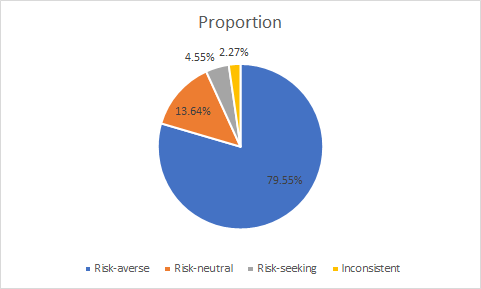 Proportion
4.55% 2.27%
13.64%
79.55%
Risk-averse Risk-neutral Risk-seeking Inconsistent